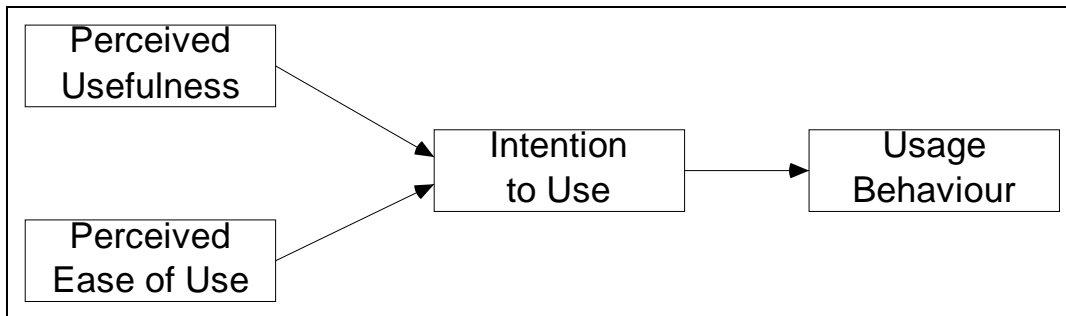 Perceived
Usefulness
Perceived
Ease of Use
Intention
to Use
Usage
Behaviour